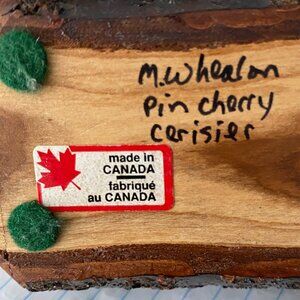 M.Whealon
pin cherry
cerisier
made in
CANADA
fabriqué
au CANADA